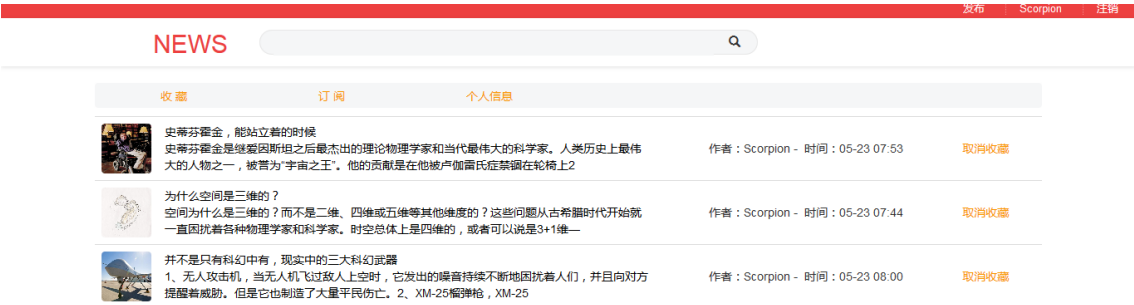 发布 Scorpion 注销
NEWS
收 藏 订 阅 个人信息
史蒂芬霍金，能站立着的时候
史蒂芬霍金是继爱因斯坦之后最杰出的理论物理学家和当代最伟大的科学家。人类历史上最伟
大的人物之一，被誉为“宇宙之王”。他的贡献是在他被卢伽雷氏症禁锢在轮椅上2
作者：Scorpion - 时间：05-23 07:53 取消收藏
为什么空间是三维的？
空间为什么是三维的？而不是二维、四维或五维等其他维度的？这些问题从古希腊时代开始就
一直困扰着各种物理学家和科学家。时空总体上是四维的，或者可以说是3+1维—
作者：Scorpion - 时间：05-23 07:44 取消收藏
并不是只有科幻中有，现实中的三大科幻武器
1、无人攻击机，当无人机飞过敌人上空时，它发出的噪音持续不断地困扰着人们，并且向对方
提醒着威胁。但是它也制造了大量平民伤亡。2、XM-25榴弹枪，XM-25
作者：Scorpion - 时间：05-23 08:00 取消收藏